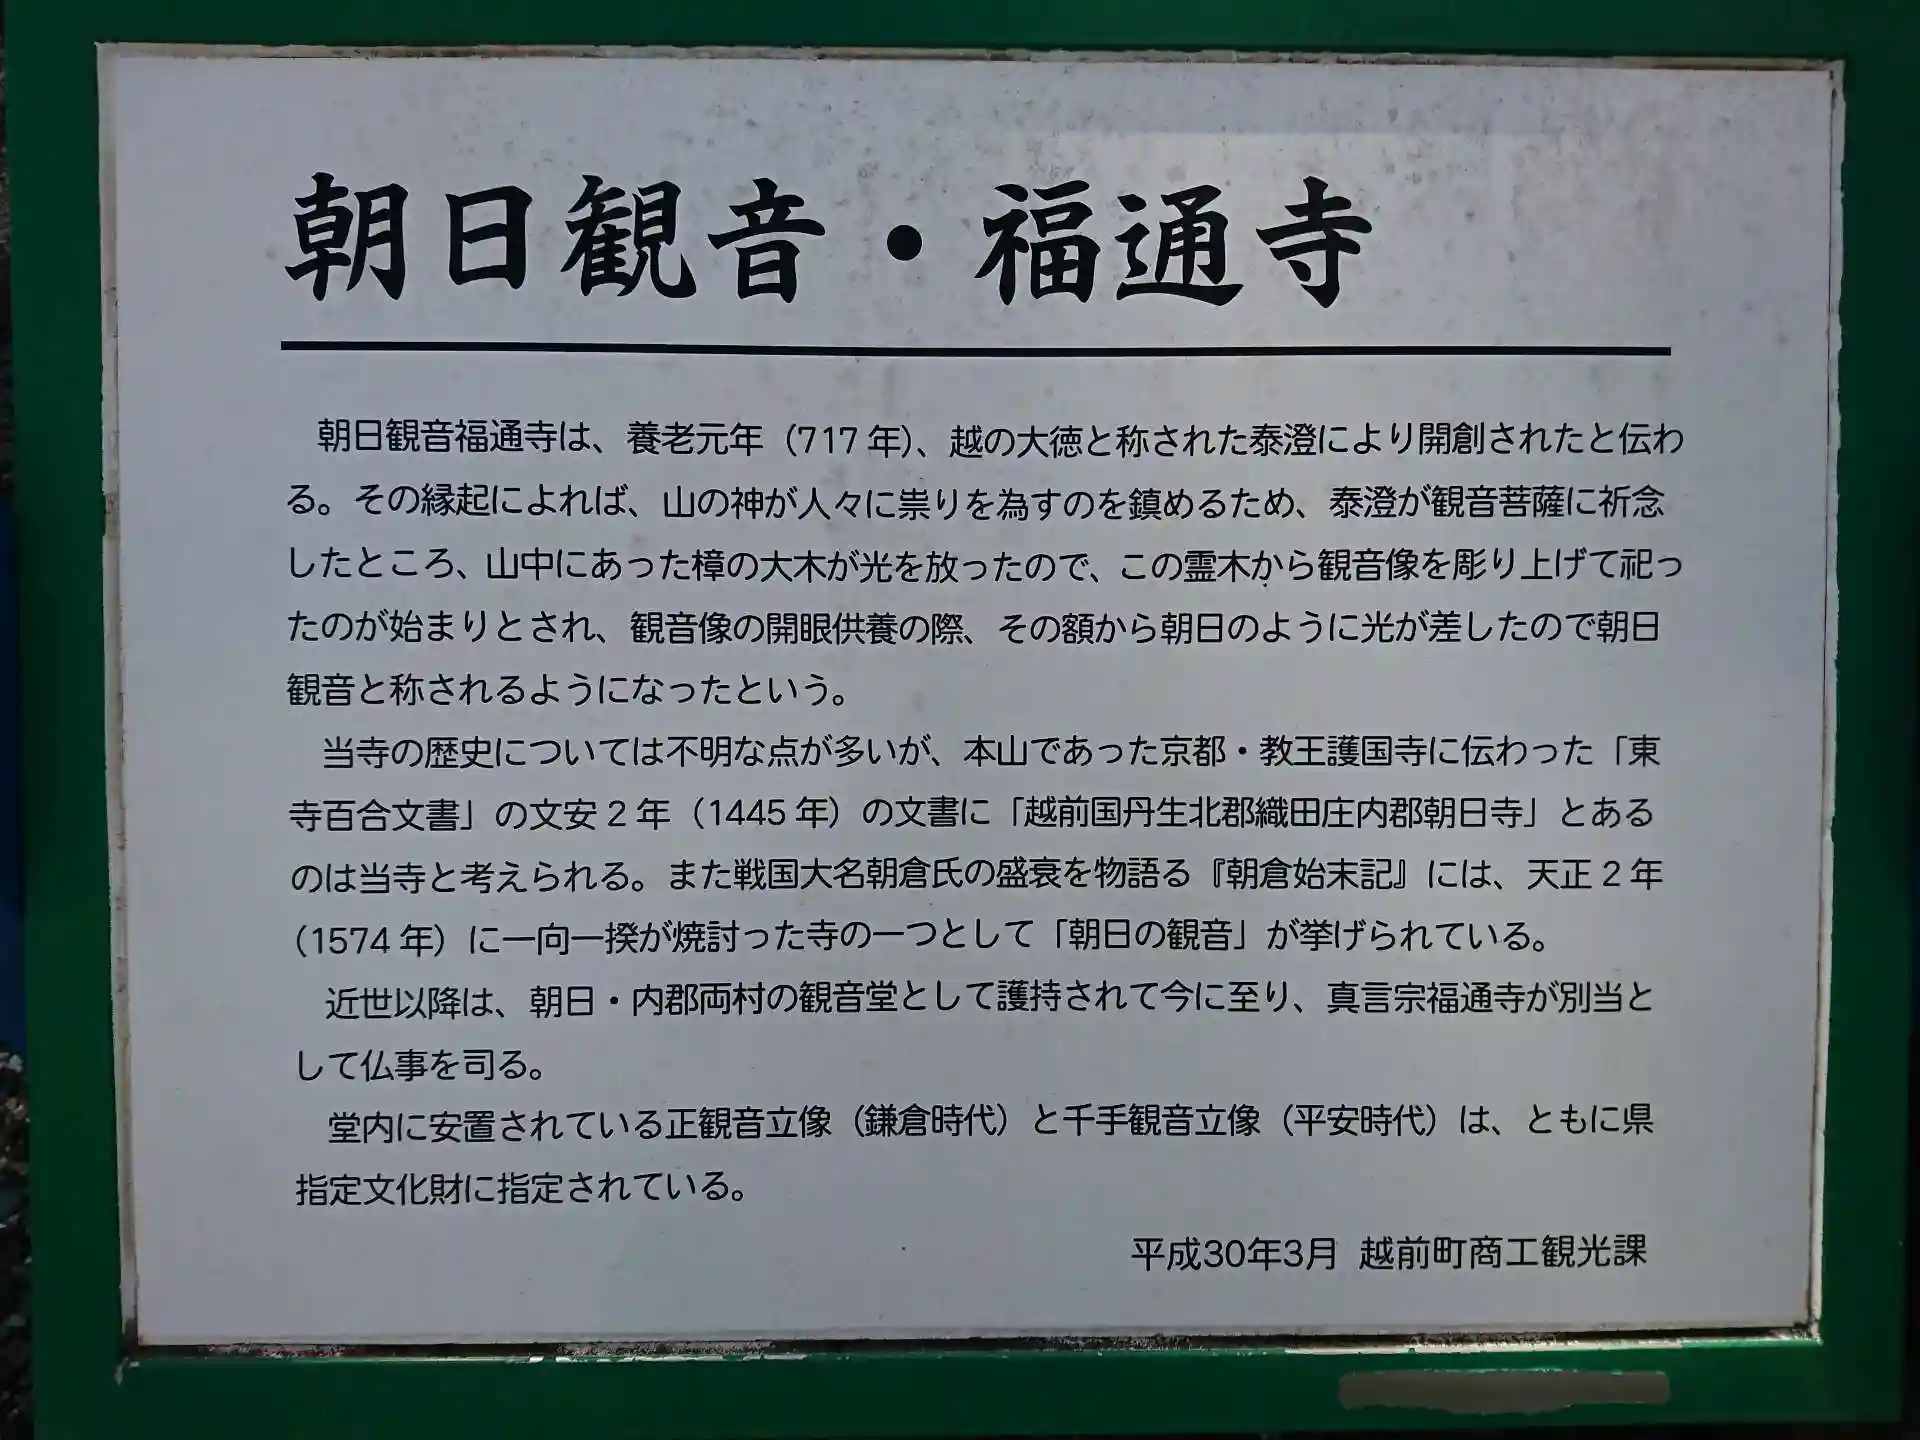 朝日観音・福通寺
朝日観音福通寺は、養老元年（717 年）、越の大徳と称された泰澄により開創されたと伝わ
る。その縁起によれば、山の神が人々に祟りを為すのを鎮めるため、泰澄が観音菩薩に祈念
したところ、山中にあった樟の大木が光を放ったので、この霊木から観音像を彫り上げて祀っ
たのが始まりとされ、観音像の開眼供養の際、その額から朝日のように光が差したので朝日
観音と称されるようになったという。
当寺の歴史については不明な点が多いが、本山であった京都・教王護国寺に伝わった「東
寺百合文書」の文安 2 年（1445 年）の文書に「越前国丹生北郡織田庄内郡朝日寺」とある
のは当寺と考えられる。また戦国大名朝倉氏の盛衰を物語る『朝倉始末記』には、天正 2 年
（1574 年）に一向一揆が焼討った寺の一つとして「朝日の観音」が挙げられている。
近世以降は、朝日・内郡両村の観音堂として護持されて今に至り、真言宗福通寺が別当と
して仏事を司る。
堂内に安置されている正観音立像（鎌倉時代）と千手観音立像（平安時代）は、ともに県
指定文化財に指定されている。
平成30年3月 越前町商工観光課